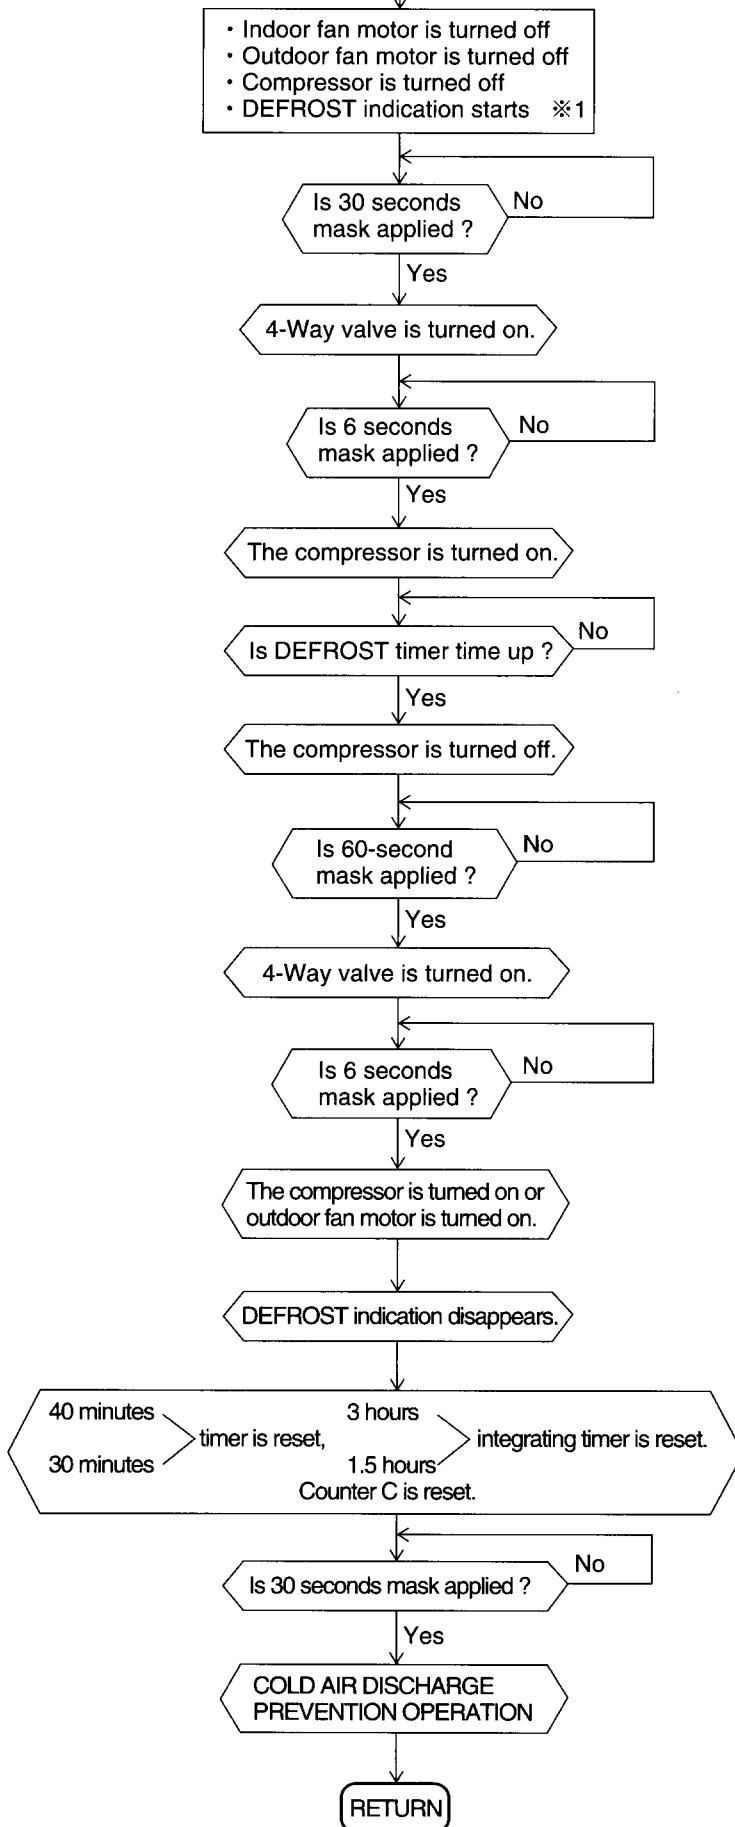 ・Indoor fan motor is turned off
・Outdoor fan motor is turned off
・Compressor is turned off
・DEFROST indication starts ※1
Is 30 seconds
mask applied ?
No
Yes
4-Way valve is turned on.
Is 6 seconds
mask applied ?
No
Yes
The compressor is turned on.
Is DEFROST timer time up ?
No
Yes
The compressor is turned off.
Is 60-second
mask applied ?
No
Yes
4-Way valve is turned on.
Is 6 seconds
mask applied ?
No
Yes
The compressor is turned on or
outdoor fan motor is turned on.
DEFROST indication disappears.
40 minutes
30 minutes
timer is reset,
3 hours
1.5 hours
integrating timer is reset.
Counter C is reset.
Is 30 seconds mask applied ?
No
Yes
COLD AIR DISCHARGE
PREVENTION OPERATION
RETURN